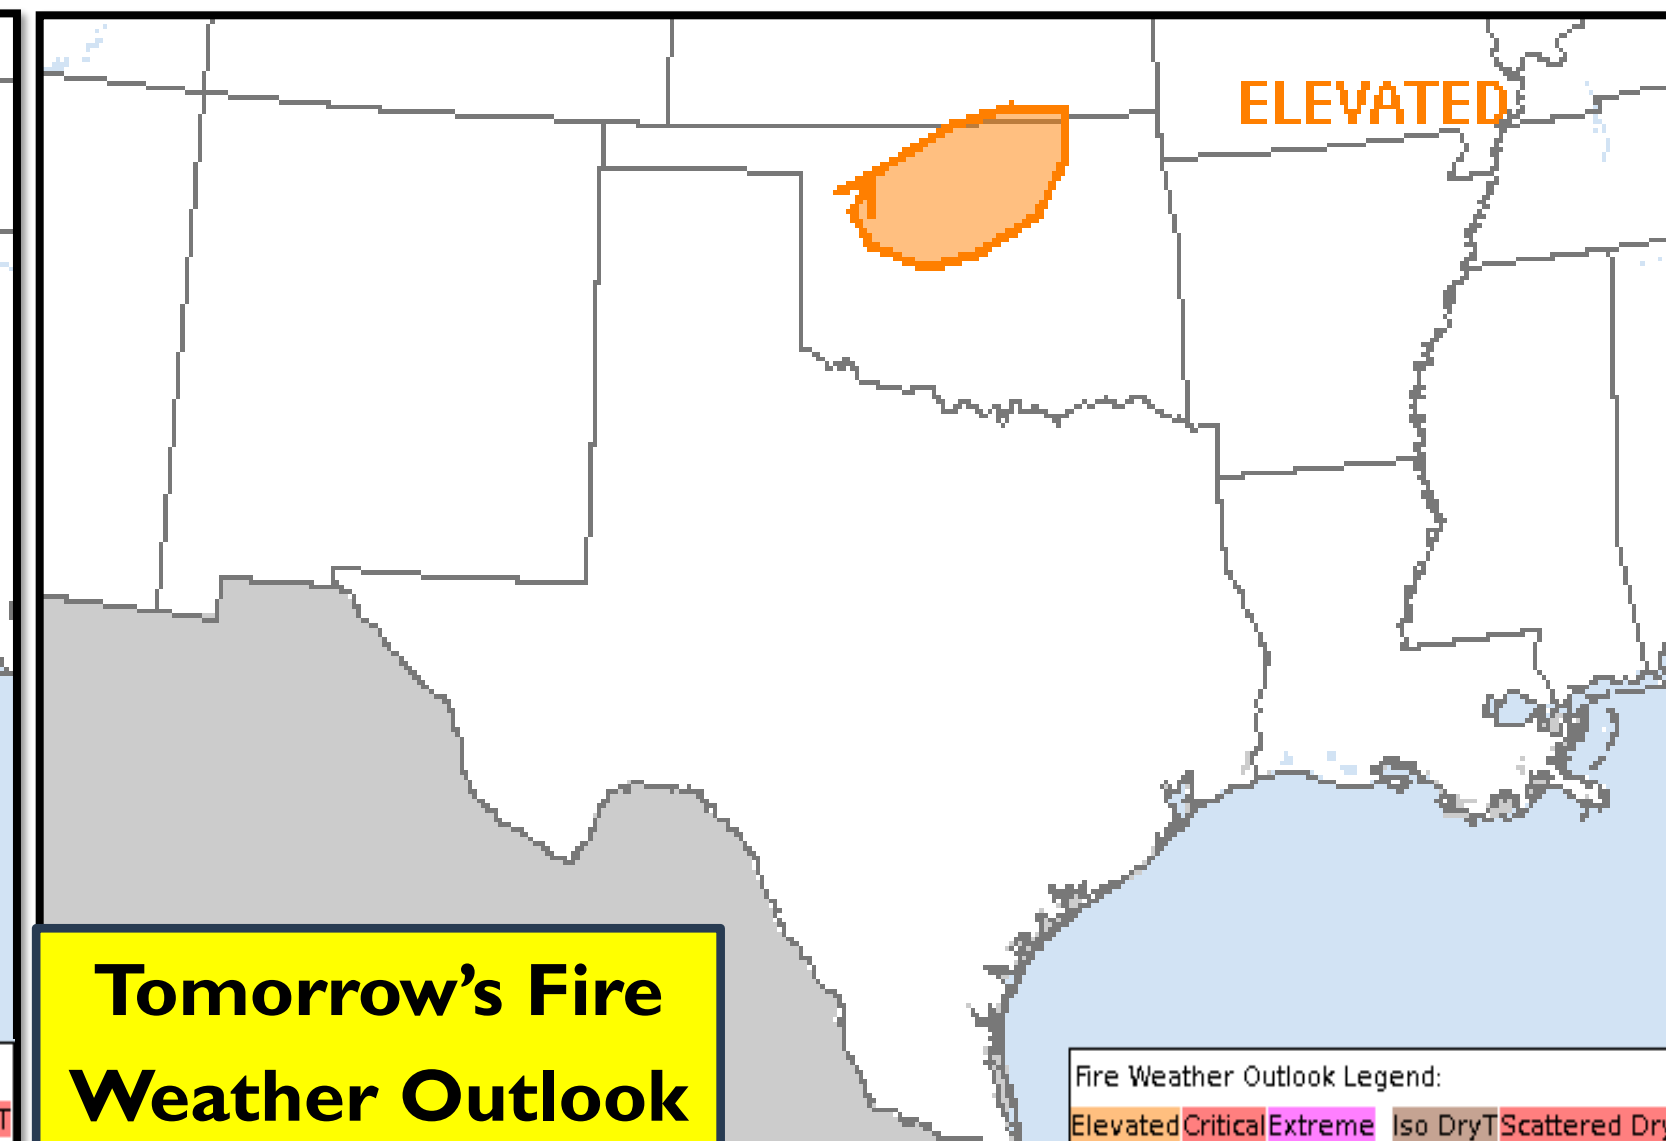 ELEVATED
Tomorrow's Fire
Weather Outlook
Fire Weather Outlook Legend:
Elevated Critical Extreme Iso DryT Scattered Dry
T